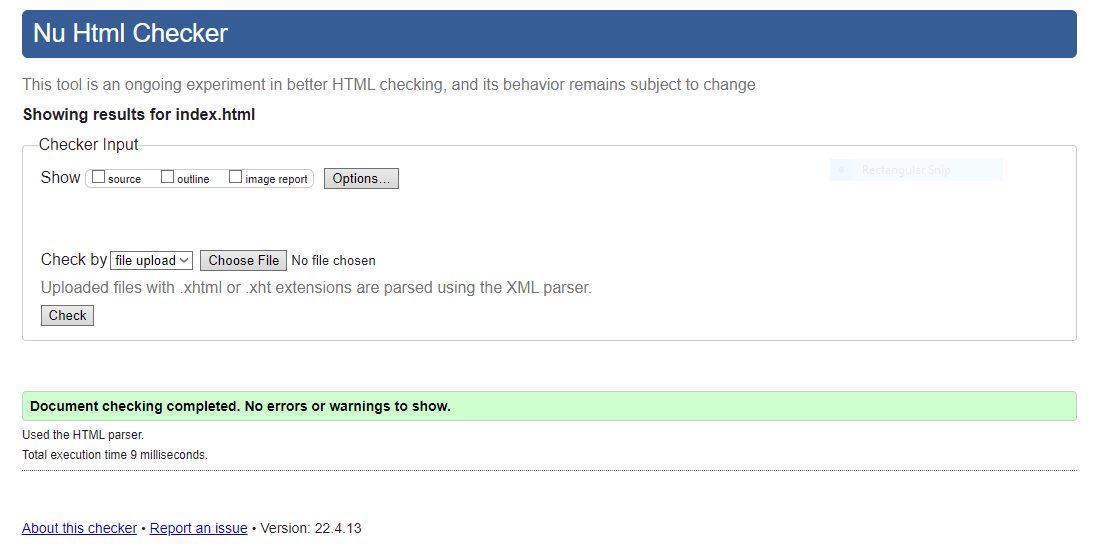 Nu Html Checker
This tool is an ongoing experiment in better HTML checking, and its behavior remains subject to change
Showing results for index.html
Checker Input
Show source outline image report Options...
Rectangular Snip
Check by file upload Choose File No file chosen
Uploaded files with .xhtml or .xht extensions are parsed using the XML parser.
Check
Document checking completed. No errors or warnings to show.
Used the HTML parser.
Total execution time 9 milliseconds.
About this checker • Report an issue • Version: 22.4.13